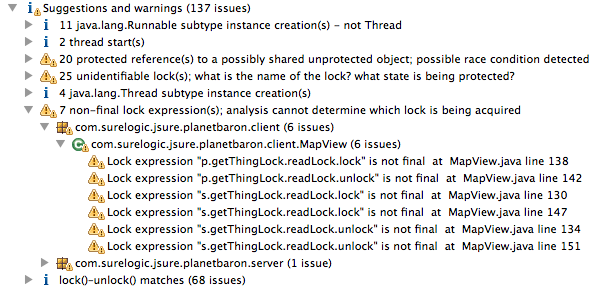 Suggestions and warnings (137 issues)
11 java.lang.Runnable subtype instance creation(s) - not Thread
2 thread start(s)
20 protected reference(s) to a possibly shared unprotected object; possible race condition detected
25 unidentifiable lock(s); what is the name of the lock? what state is being protected?
4 java.lang.Thread subtype instance creation(s)
7 non-final lock expression(s); analysis cannot determine which lock is being acquired
com.surelogic.jsure.planetbaron.client (6 issues)
com.surelogic.jsure.planetbaron.client.MapView (6 issues)
Lock expression "p.getThingLock.readLock.lock" is not final at MapView.java line 138
Lock expression "p.getThingLock.readLock.unlock" is not final at MapView.java line 142
Lock expression "s.getThingLock.readLock.lock" is not final at MapView.java line 130
Lock expression "s.getThingLock.readLock.lock" is not final at MapView.java line 147
Lock expression "s.getThingLock.readLock.unlock" is not final at MapView.java line 134
Lock expression "s.getThingLock.readLock.unlock" is not final at MapView.java line 151
com.surelogic.jsure.planetbaron.server (1 issue)
lock()-unlock() matches (68 issues)